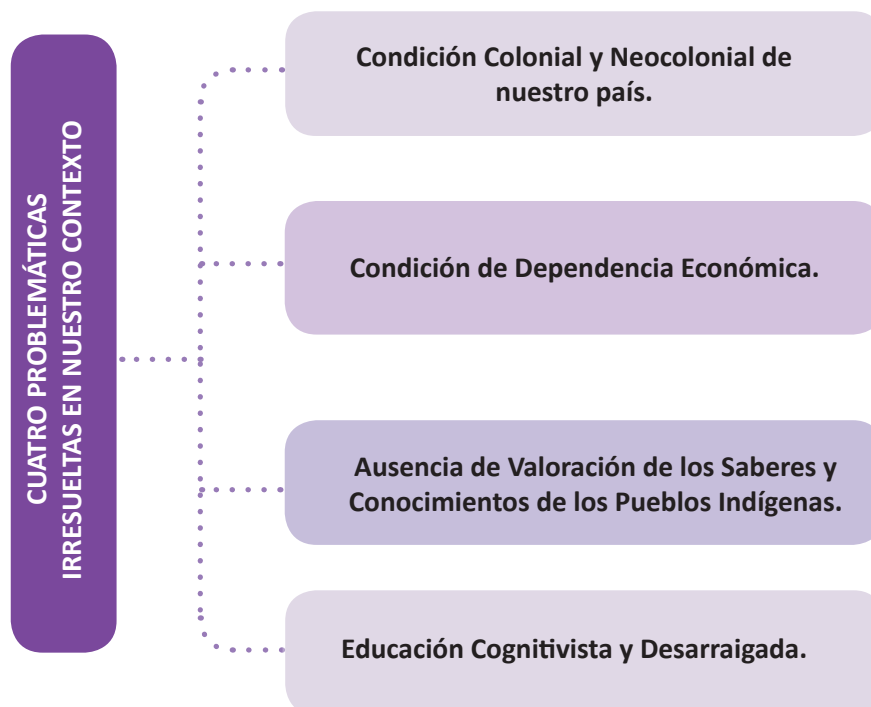 CUATRO PROBLEMÁTICAS
IRRESUELTAS EN NUESTRO CONTEXTO
Condición Colonial y Neocolonial de
nuestro país.
Condición de Dependencia Económica.
Ausencia de Valoración de los Saberes y
Conocimientos de los Pueblos Indígenas.
Educación Cognitivista y Desarraigada.